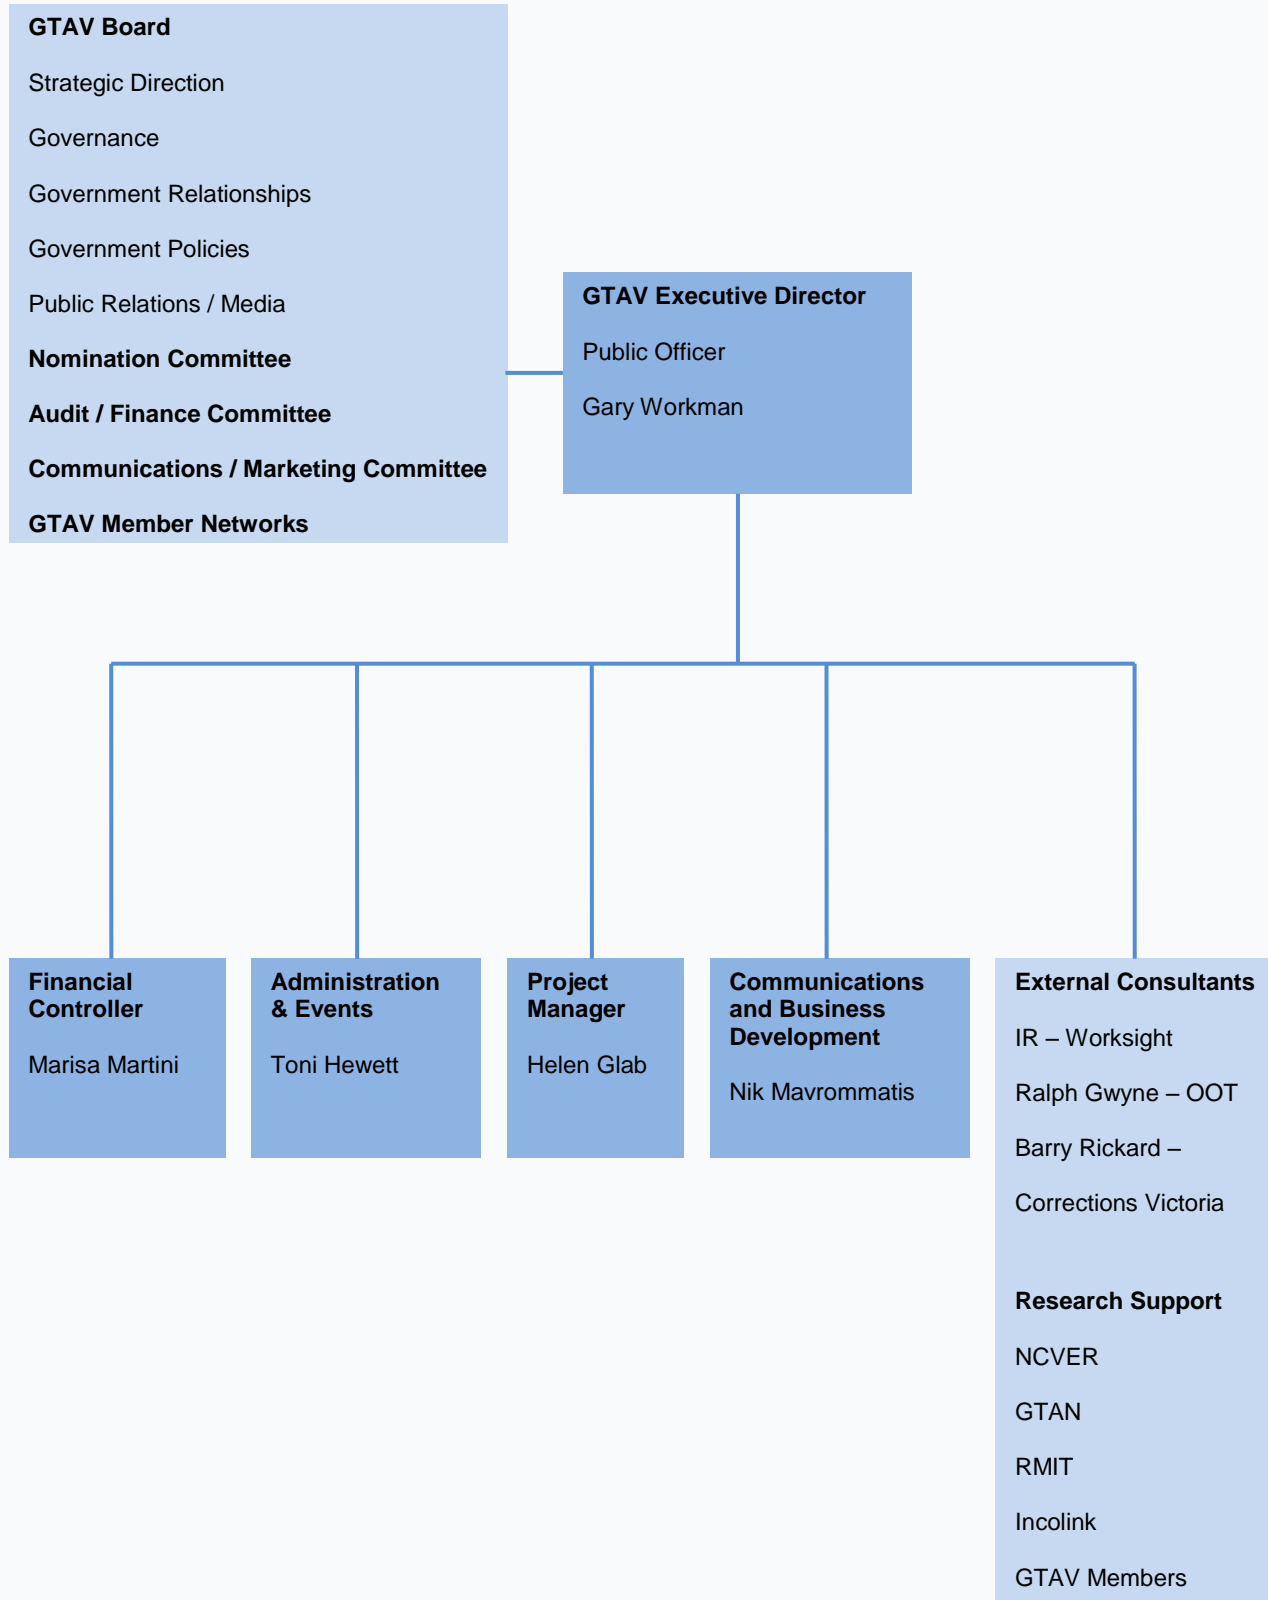 GTAV Board
Strategic Direction
Governance
Government Relationships
Government Policies
Public Relations / Media
Nomination Committee
Audit / Finance Committee
Communications / Marketing Committee
GTAV Member Networks
GTAV Executive Director
Public Officer
Gary Workman
Financial
Controller
Marisa Martini
Administration
& Events
Toni Hewett
Project
Manager
Helen Glab
Communications
and Business
Development
Nik Mavrommatis
External Consultants
IR – Worksight
Ralph Gwyne – OOT
Barry Rickard –
Corrections Victoria
Research Support
NCVER
GTAN
RMIT
Incolink
GTAV Members